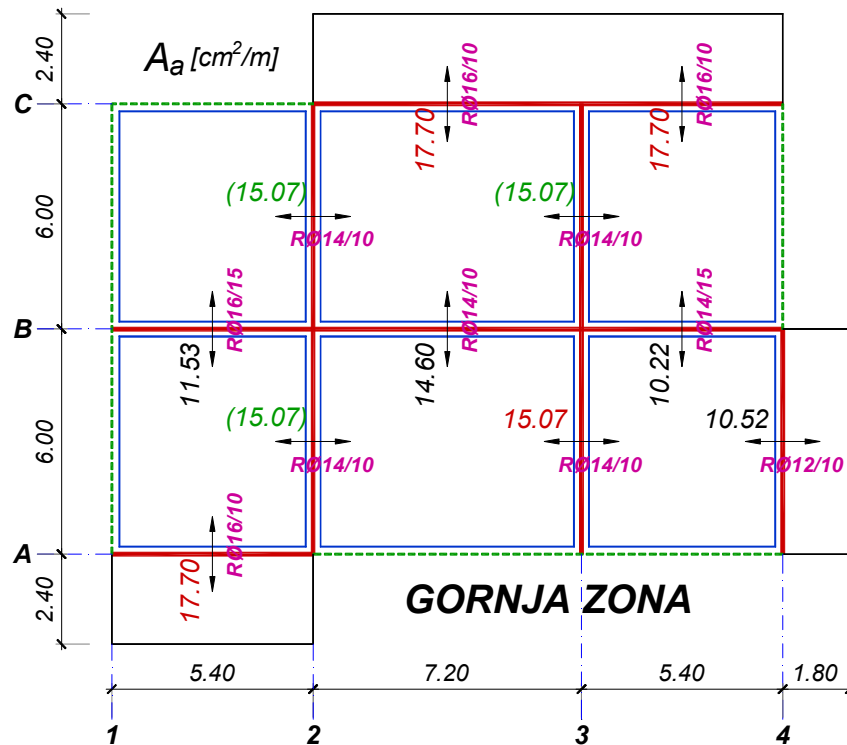 A_a [cm²/m]
2.40
C
RØ16/10
RØ16/10
17.70
17.70
6.00
(15.07)
(15.07)
RØ14/10
RØ14/10
RØ16/15
RØ14/10
RØ14/15
B
11.53
14.60
10.22
6.00
(15.07)
15.07
10.52
RØ14/10
RØ14/10
RØ12/10
RØ16/10
A
17.70
2.40
GORNJA ZONA
5.40
7.20
5.40
1.80
1
2
3
4